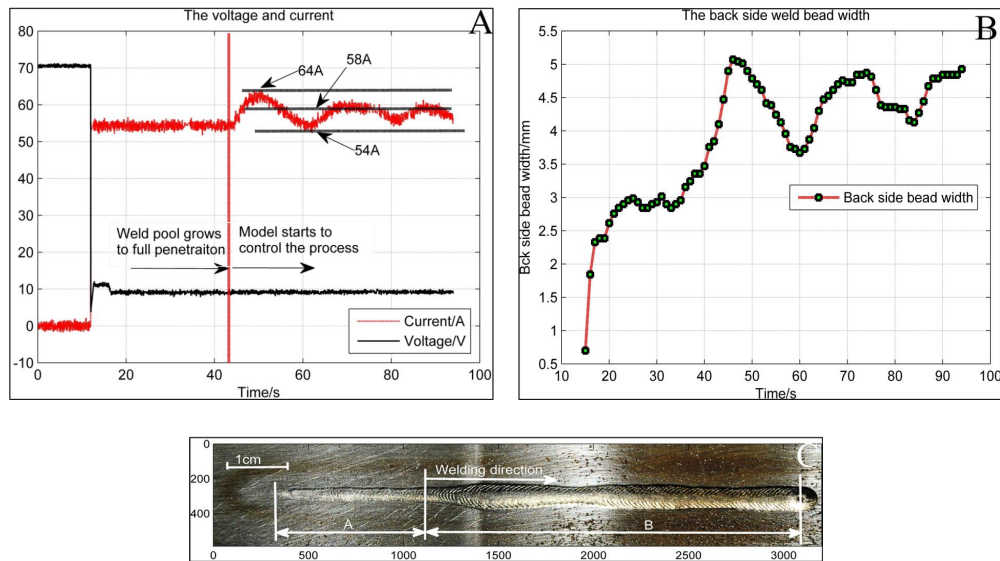 The voltage and current
A
80
70
60
50
40
30
20
10
0
-10
64A
58A
54A
Weld pool grows
to full penetraiton
Model starts to
control the process
Current/A
Voltage/V
0 20 40 60 80 100
Time/s
The back side weld bead width
B
5.5
5
4.5
4
3.5
3
2.5
2
1.5
1
0.5
Bck side bead width/mm
Back side bead width
10 20 30 40 50 60 70 80 90 100
Time/s
0
200
400
1cm
Welding direction
C
A
B
0 500 1000 1500 2000 2500 3000